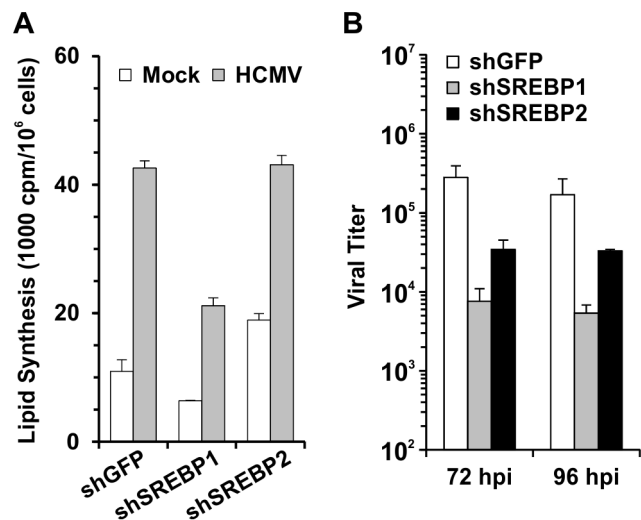 A
Lipid Synthesis (1000 cpm/10⁶ cells)
60
40
20
0
Mock
HCMV
shGFP
shSREBP1
shSREBP2
B
Viral Titer
10⁷
10⁶
10⁵
10⁴
10³
10²
shGFP
shSREBP1
shSREBP2
72 hpi
96 hpi